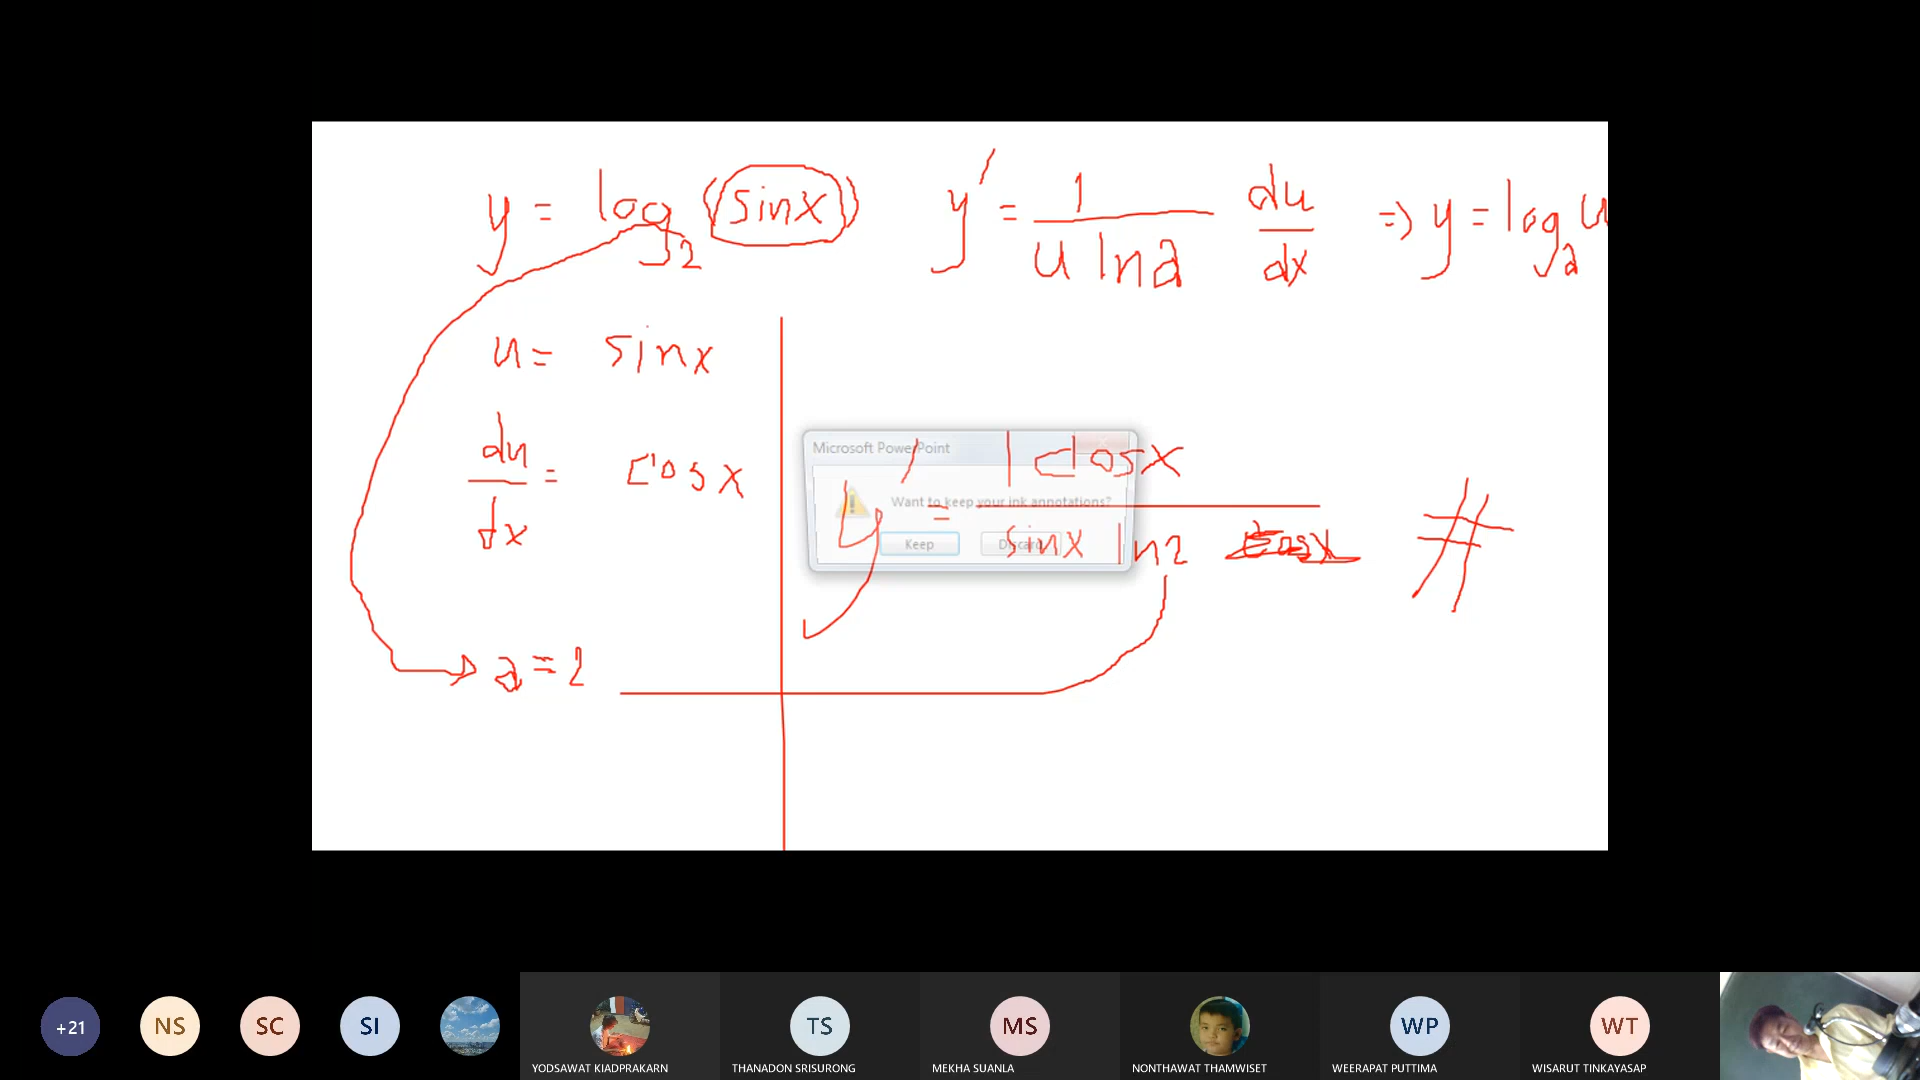 y = log₂(sinx) y' = 1/(u lna) du/dx ⇒ y = logₐu
u = sinx
du/dx = cosx
Microsoft PowerPoint
Want to keep your ink annotations?
Keep Discard
y' = 1 cosx / (sinx ln2) #
a = 2
+21 NS SC SI TS MS WP WT
YODSAWAT KIADPRAKARN THANADON SRISURONG MEKHA SUANLA NONTHAWAT THAMWISET WEERAPAT PUTTIMA WISARUT TINKAYASAP